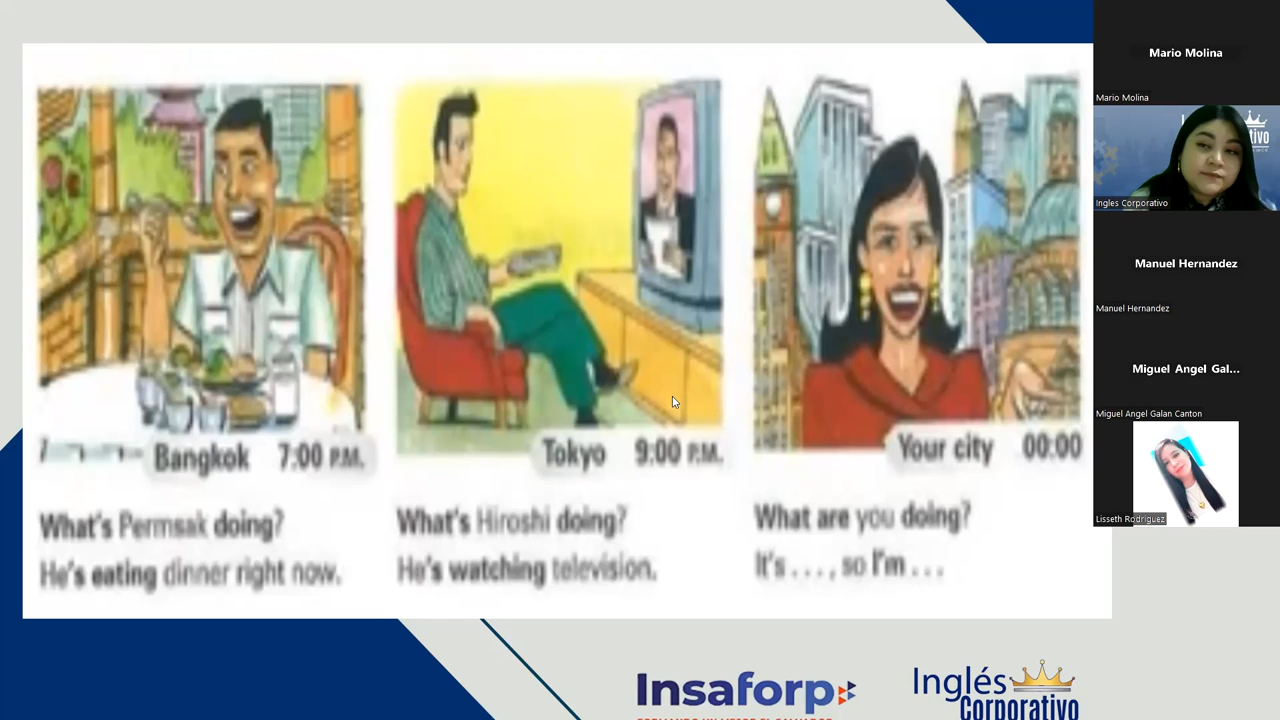 Bangkok 7:00 P.M.
What's Permsak doing?
He's eating dinner right now.
Tokyo 9:00 P.M.
What's Hiroshi doing?
He's watching television.
Your city 00:00
What are you doing?
It's . . . , so I'm . . .
Insaforp
Inglés
Corporativo
Mario Molina
Mario Molina
Ingles Corporativo
Manuel Hernandez
Manuel Hernandez
Miguel Angel Gal...
Miguel Angel Galan Canton
Lisseth Rodriguez